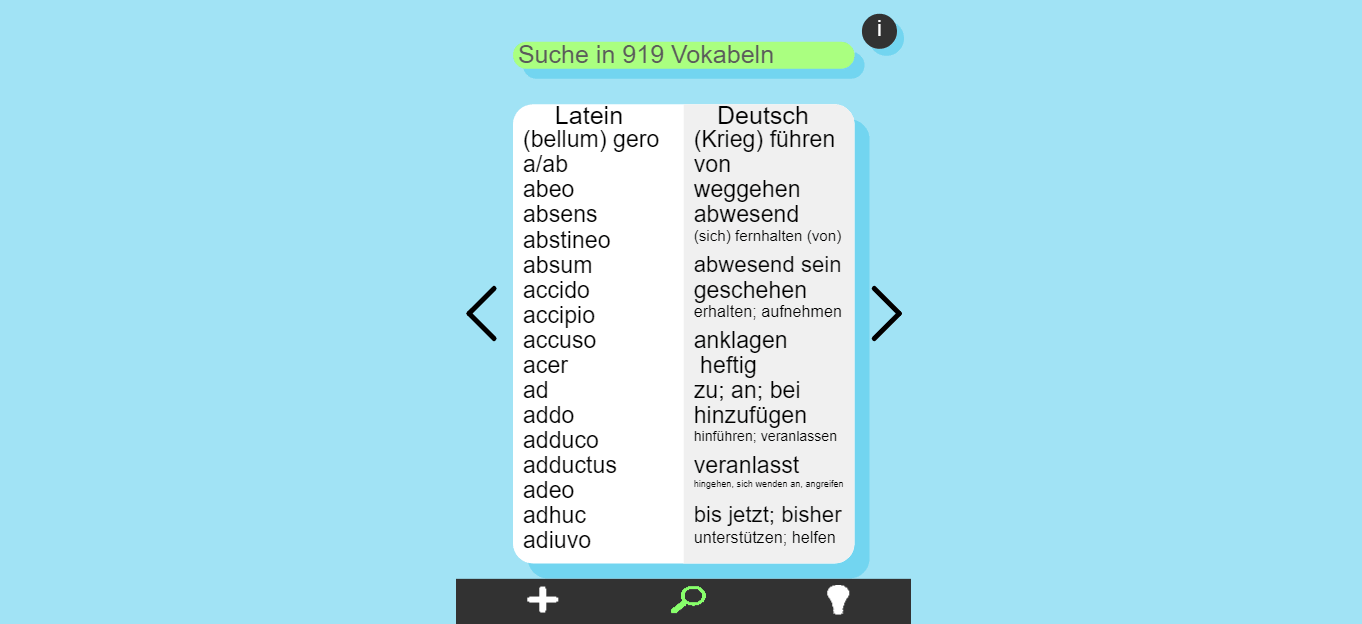 i
Suche in 919 Vokabeln
Latein Deutsch
(bellum) gero (Krieg) führen
a/ab von
abeo weggehen
absens abwesend
abstineo (sich) fernhalten (von)
absum abwesend sein
accido geschehen
accipio erhalten; aufnehmen
accuso anklagen
acer heftig
ad zu; an; bei
addo hinzufügen
adduco hinführen; veranlassen
adductus veranlasst
adeo hingehen, sich wenden an, angreifen
adhuc bis jetzt; bisher
adiuvo unterstützen; helfen